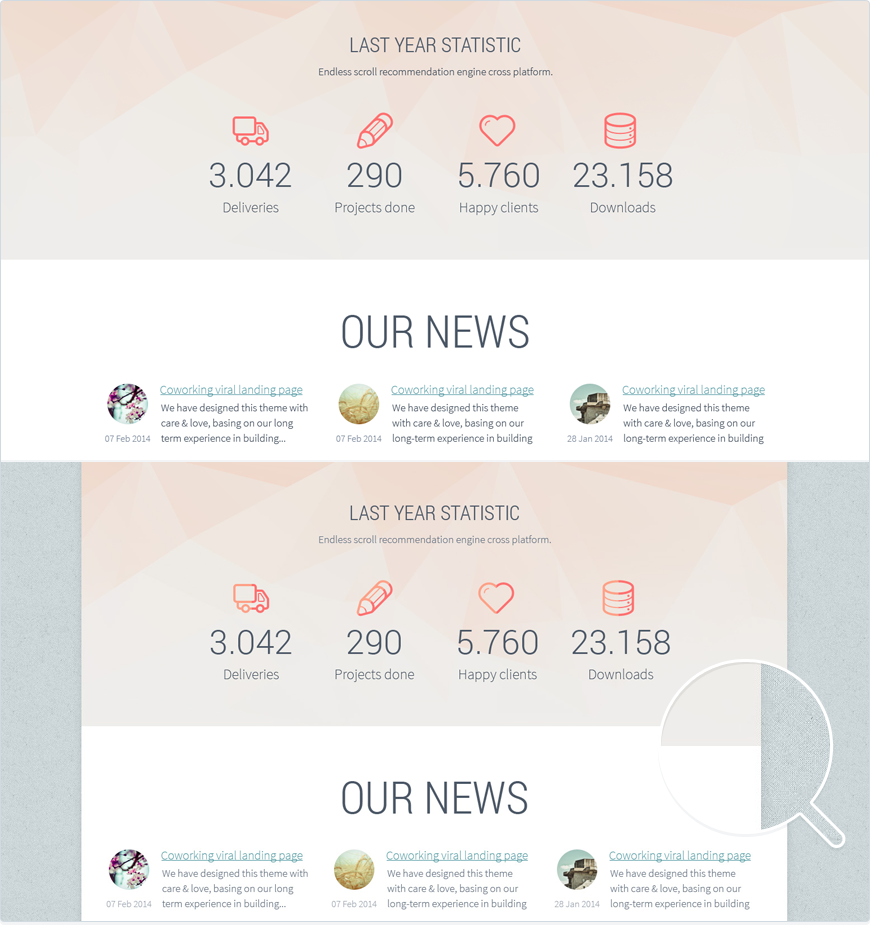 LAST YEAR STATISTIC
Endless scroll recommendation engine cross platform.
3.042 290 5.760 23.158
Deliveries Projects done Happy clients Downloads
OUR NEWS
Coworking viral landing page
We have designed this theme with
care & love, basing on our long
term experience in building...
07 Feb 2014
Coworking viral landing page
We have designed this theme
with care & love, basing on our
long-term experience in building
07 Feb 2014
Coworking viral landing page
We have designed this theme
with care & love, basing on our
long-term experience in building
28 Jan 2014
LAST YEAR STATISTIC
Endless scroll recommendation engine cross platform.
3.042 290 5.760 23.158
Deliveries Projects done Happy clients Downloads
OUR NEWS
Coworking viral landing page
We have designed this theme with
care & love, basing on our long
term experience in building...
07 Feb 2014
Coworking viral landing page
We have designed this theme
with care & love, basing on our
long-term experience in building
07 Feb 2014
Coworking viral landing page
We have designed this theme
with care & love, basing on our
long-term experience in building
28 Jan 2014